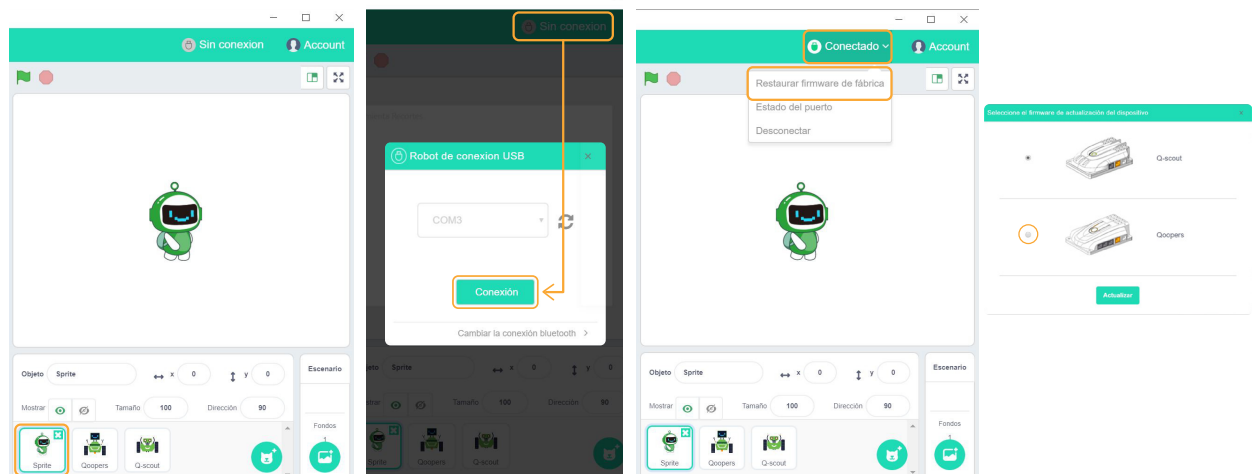 Sin conexion
Account
Objeto
Sprite
x
0
y
0
Mostrar
Tamaño
100
Dirección
90
Sprite
Qoopers
Q-scout
Escenario
Fondos
1
Sin conexion
Robot de conexion USB
×
COM3
Conexión
Cambiar la conexión bluetooth >
Sprite
x
0
y
0
Tamaño
100
Dirección
90
Sprite
Qoopers
Q-scout
Conectado
Account
Restaurar firmware de fábrica
Estado del puerto
Desconectar
Objeto
Sprite
x
0
y
0
Mostrar
Tamaño
100
Dirección
90
Sprite
Qoopers
Q-scout
Escenario
Fondos
1
Seleccione el firmware de actualización del dispositivo
Q-scout
Qoopers
Actualizar